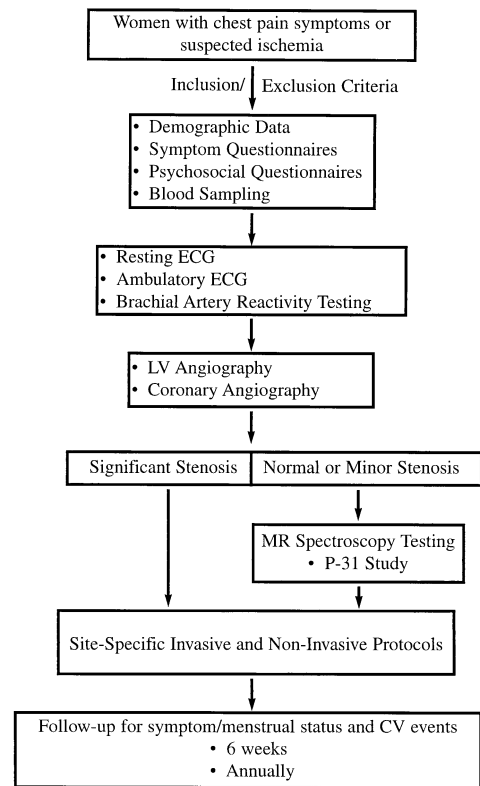 Women with chest pain symptoms or
suspected ischemia
Inclusion/ Exclusion Criteria
• Demographic Data
• Symptom Questionnaires
• Psychosocial Questionnaires
• Blood Sampling
• Resting ECG
• Ambulatory ECG
• Brachial Artery Reactivity Testing
• LV Angiography
• Coronary Angiography
Significant Stenosis Normal or Minor Stenosis
MR Spectroscopy Testing
• P-31 Study
Site-Specific Invasive and Non-Invasive Protocols
Follow-up for symptom/menstrual status and CV events
• 6 weeks
• Annually